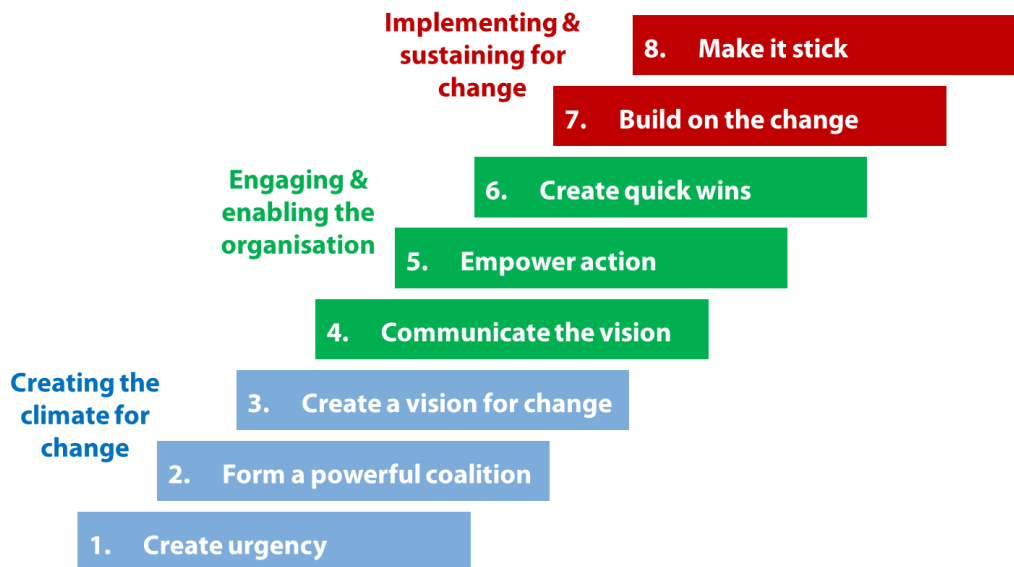 Implementing &
sustaining for
change
8. Make it stick
7. Build on the change
Engaging &
enabling the
organisation
6. Create quick wins
5. Empower action
4. Communicate the vision
Creating the
climate for
change
3. Create a vision for change
2. Form a powerful coalition
1. Create urgency